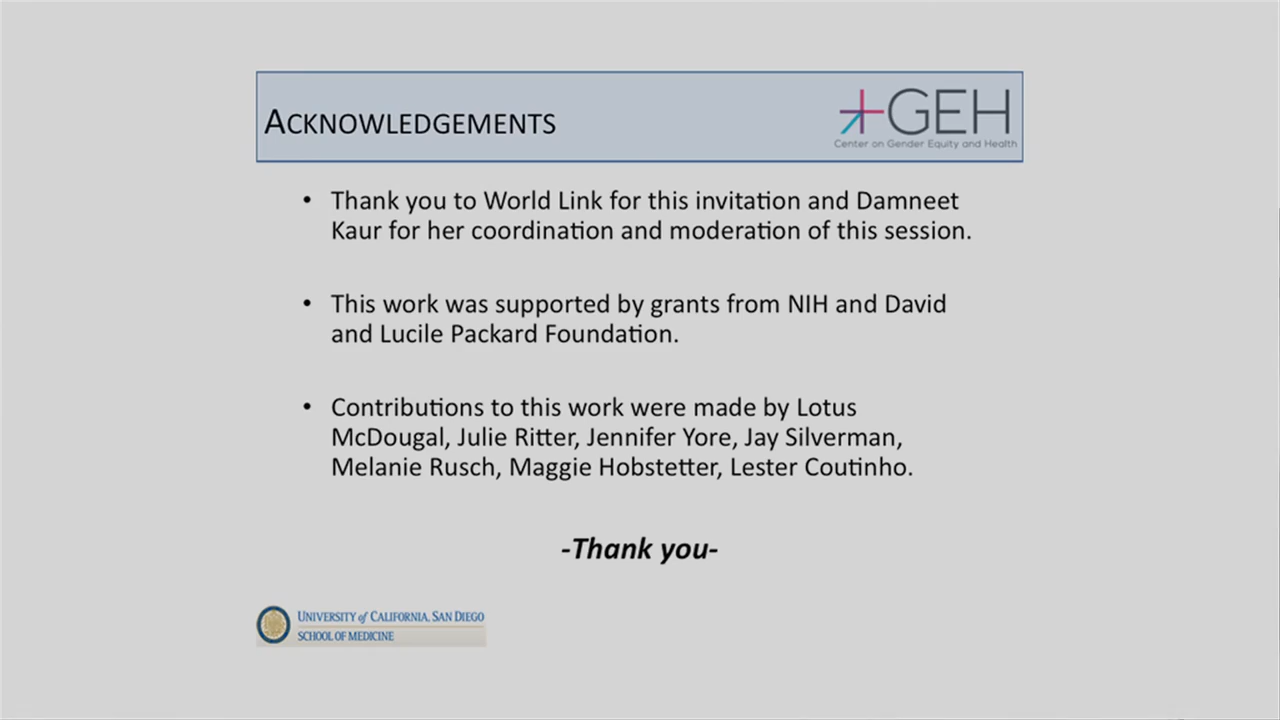 ACKNOWLEDGEMENTS
GEH
Center on Gender Equity and Health
• Thank you to World Link for this invitation and Damneet
Kaur for her coordination and moderation of this session.
• This work was supported by grants from NIH and David
and Lucile Packard Foundation.
• Contributions to this work were made by Lotus
McDougal, Julie Ritter, Jennifer Yore, Jay Silverman,
Melanie Rusch, Maggie Hobstetter, Lester Coutinho.
-Thank you-
UNIVERSITY of CALIFORNIA, SAN DIEGO
SCHOOL OF MEDICINE